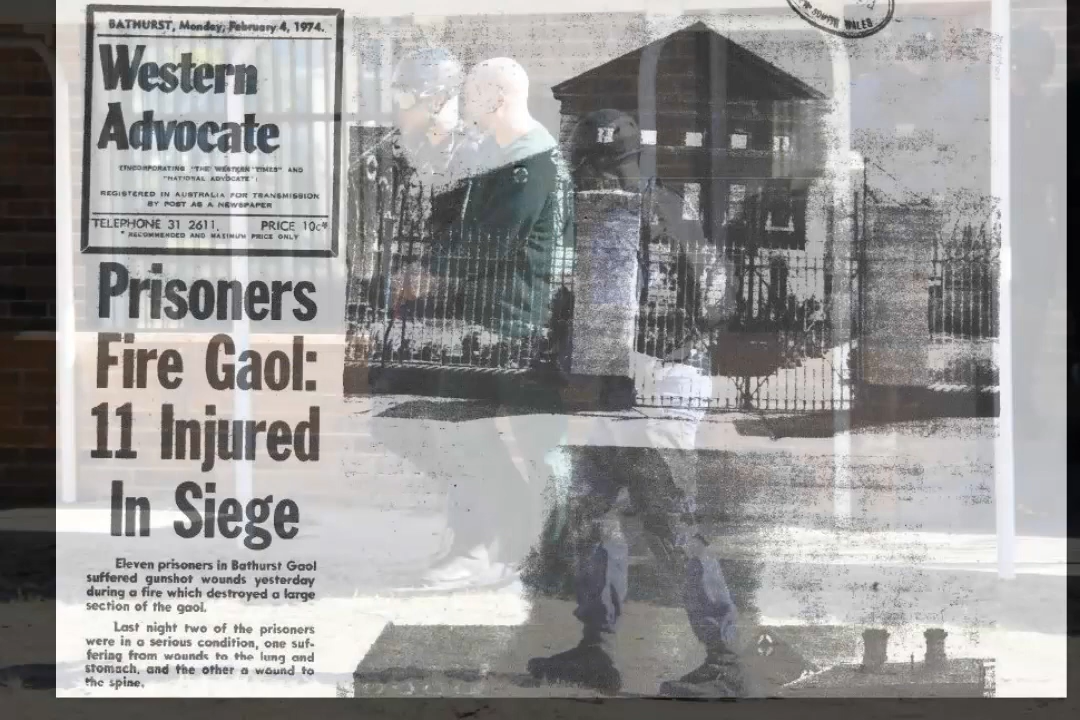 BATHURST, Monday, February 4, 1974.
Western
Advocate
(INCORPORATING "THE WESTERN TIMES" AND
"NATIONAL ADVOCATE")
REGISTERED IN AUSTRALIA FOR TRANSMISSION
BY POST AS A NEWSPAPER
TELEPHONE 31 2611. PRICE 10c*
* RECOMMENDED AND MAXIMUM PRICE ONLY
Prisoners
Fire Gaol:
11 Injured
In Siege
Eleven prisoners in Bathurst Gaol
suffered gunshot wounds yesterday
during a fire which destroyed a large
section of the gaol.
Last night two of the prisoners
were in a serious condition, one suf-
fering from wounds to the lung and
stomach, and the other a wound to
the spine.
SOUTH WALES